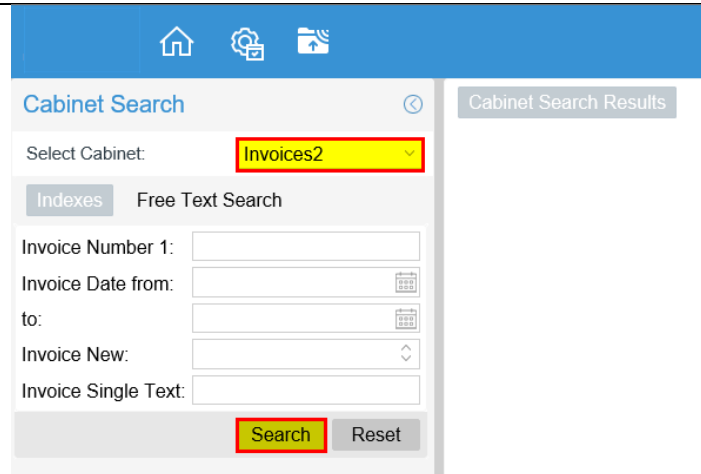 Cabinet Search
Cabinet Search Results
Select Cabinet: Invoices2
Indexes Free Text Search
Invoice Number 1:
Invoice Date from:
to:
Invoice New:
Invoice Single Text:
Search Reset